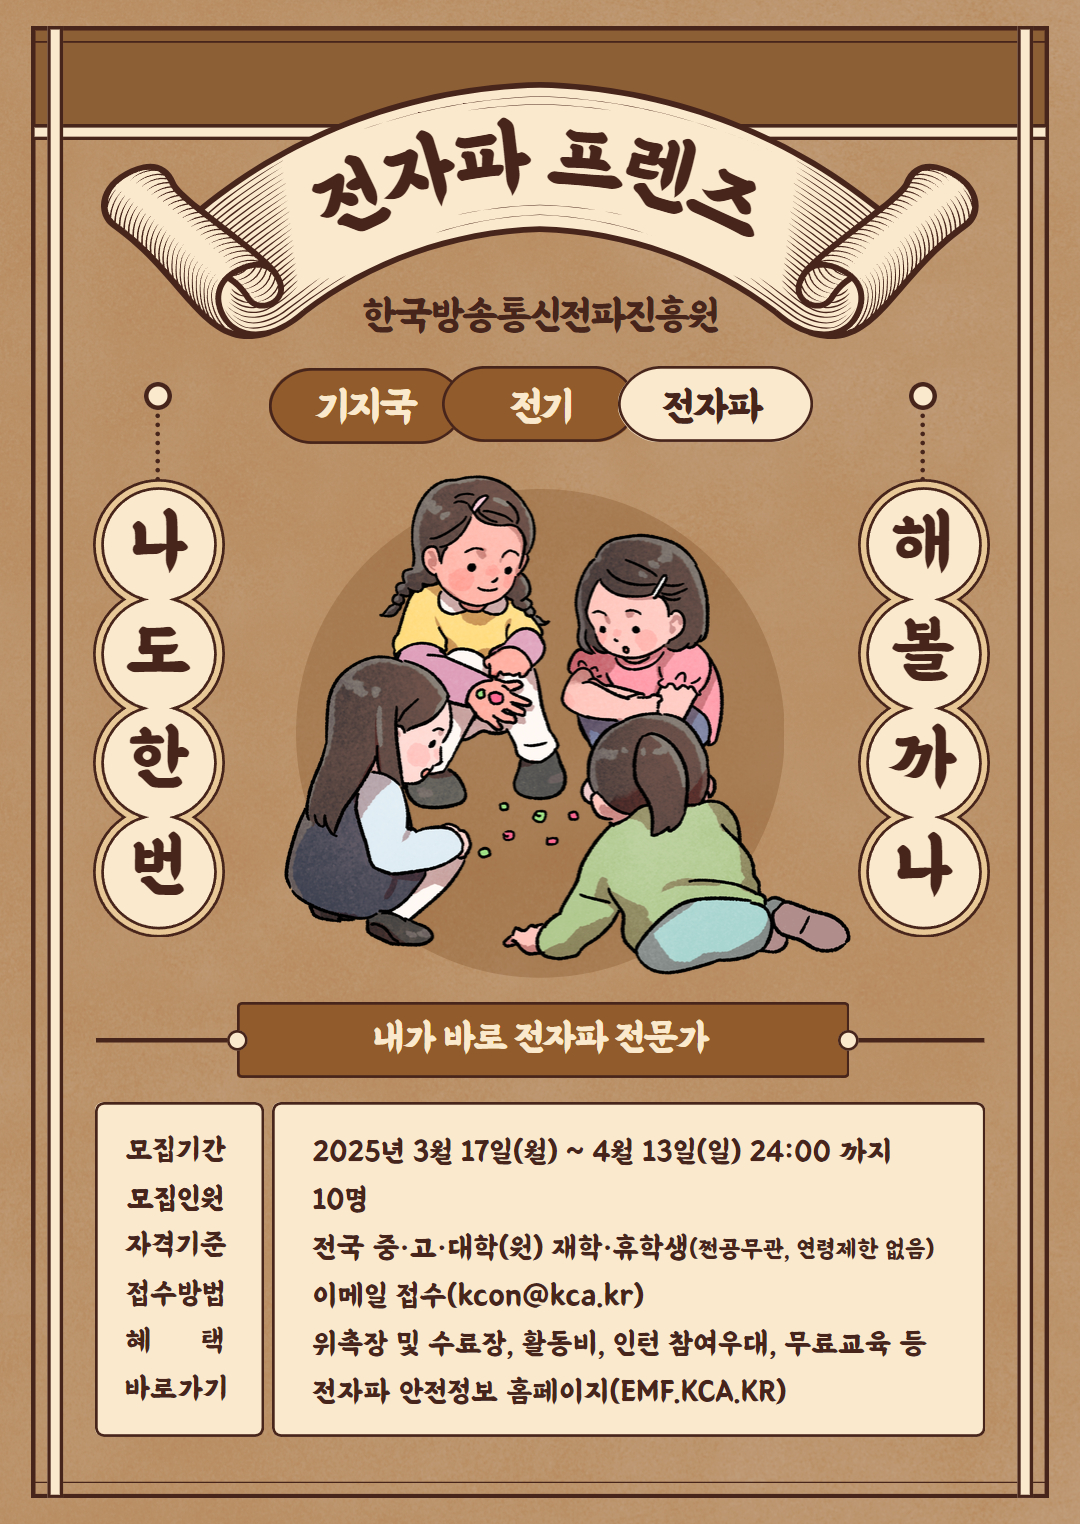 전자파 프렌즈
한국방송통신전파진흥원
기지국 전기 전자파
나도한번
해볼까나
내가 바로 전자파 전문가
모집기간 2025년 3월 17일(월) ~ 4월 13일(일) 24:00 까지
모집인원 10명
자격기준 전국 중·고·대학(원) 재학·휴학생(전공무관, 연령제한 없음)
접수방법 이메일 접수(kcon@kca.kr)
혜 택 위촉장 및 수료장, 활동비, 인턴 참여우대, 무료교육 등
바로가기 전자파 안전정보 홈페이지(EMF.KCA.KR)